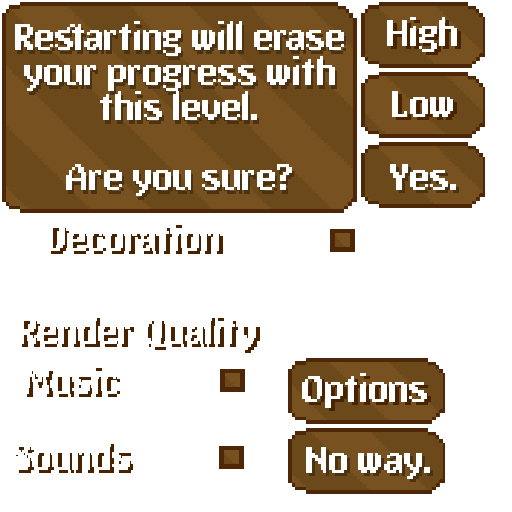 Restarting will erase
your progress with
this level.
Are you sure?
High
Low
Yes.
Decoration
Render Quality
Music
Options
Sounds
No way.